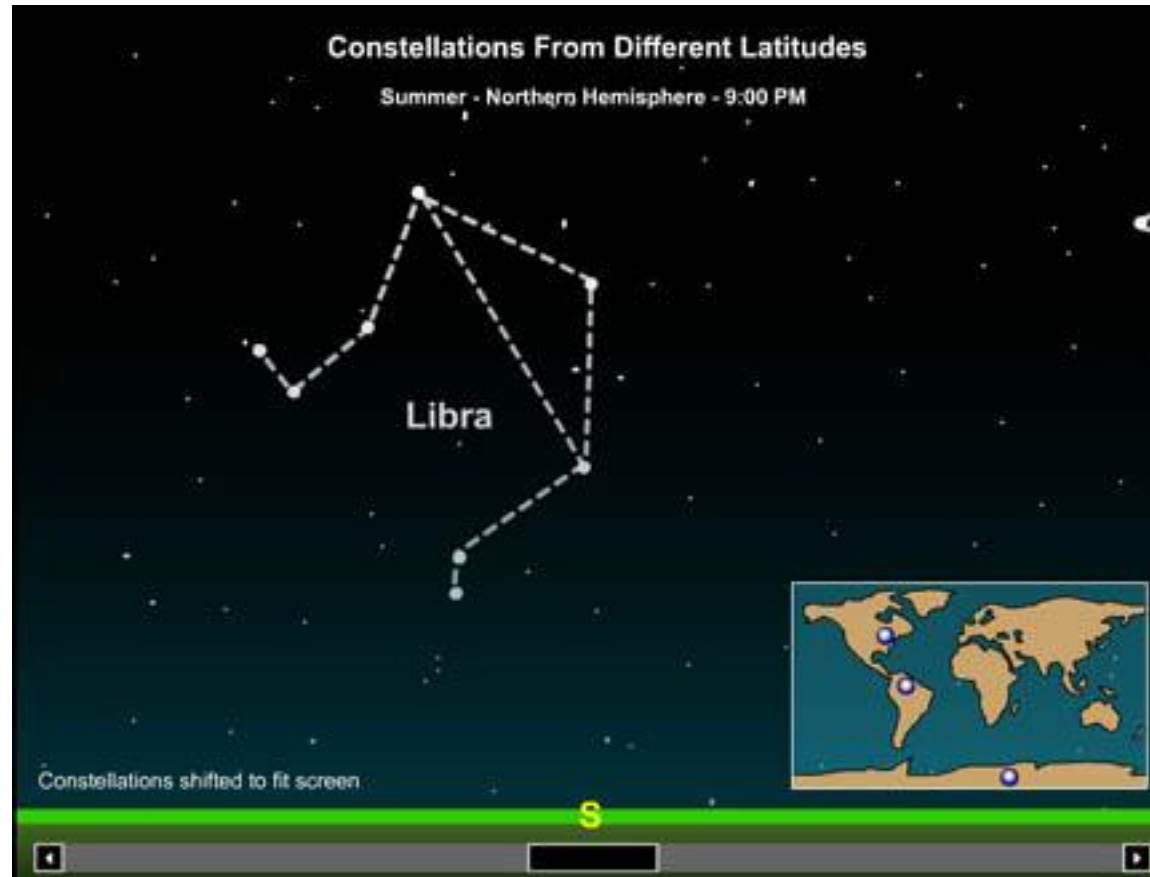 Constellations From Different Latitudes
Summer - Northern Hemisphere - 9:00 PM
Libra
Constellations shifted to fit screen
S